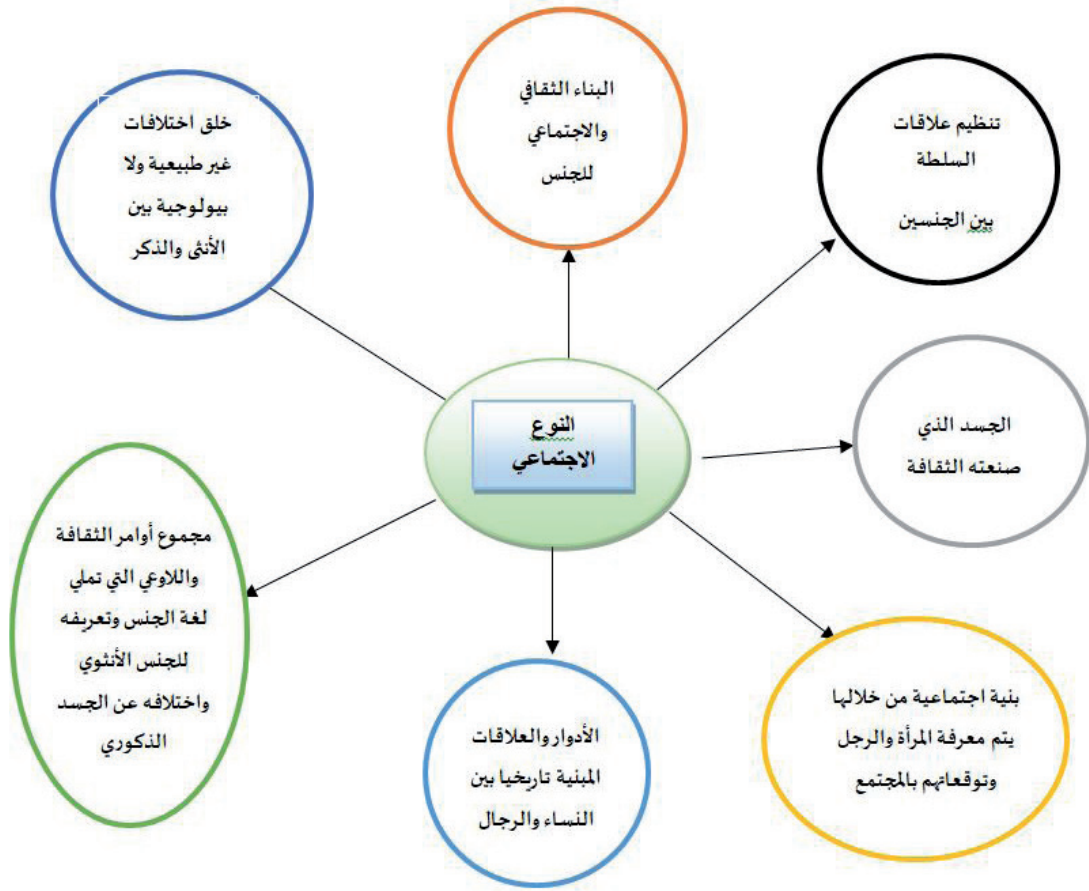 البناء الثقافي
والاجتماعي
للجنس
تنظيم علاقات
السلطة
بين الجنسين
خلق اختلافات
غير طبيعية ولا
بيولوجية بين
الأنثى والذكر
الجسد الذي
صنعته الثقافة
النوع
الاجتماعي
مجموع أوامر الثقافة
واللاوعي التي تملي
لغة الجنس وتعريفه
للجنس الأنثوي
واختلافه عن الجسد
الذكوري
بنية اجتماعية من خلالها
يتم معرفة المرأة والرجل
وتوقعاتهم بالمجتمع
الأدوار والعلاقات
المبنية تاريخيا بين
النساء والرجال